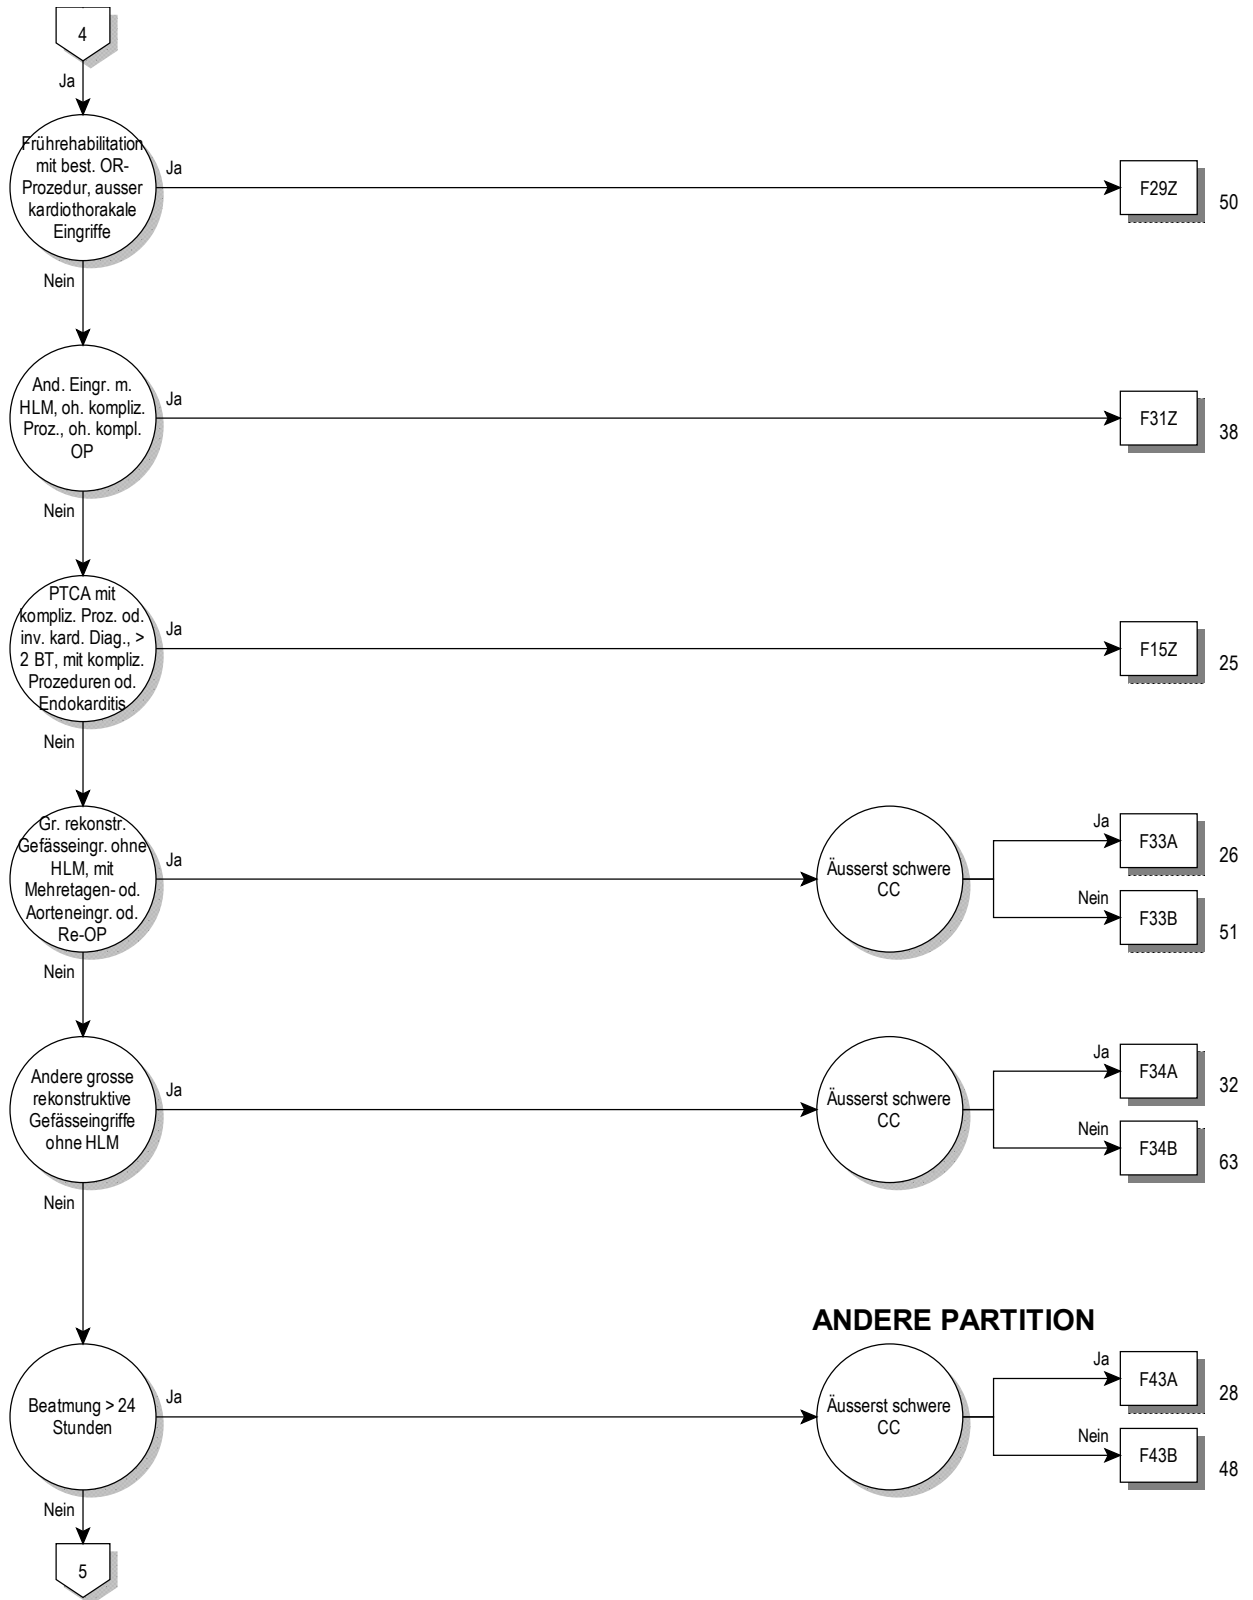 4
Ja
Frührehabilitation
mit best. OR-
Prozedur, ausser
kardiothorakale
Eingriffe
Ja
F29Z
50
Nein
And. Eingr. m.
HLM, oh. kompliz.
Proz., oh. kompl.
OP
Ja
F31Z
38
Nein
PTCA mit
kompliz. Proz. od.
inv. kard. Diag., >
2 BT, mit kompliz.
Prozeduren od.
Endokarditis
Ja
F15Z
25
Nein
Gr. rekonstr.
Gefässeingr. ohne
HLM, mit
Mehretagen- od.
Aorteneingr. od.
Re-OP
Ja
Äusserst schwere
CC
Ja
F33A
26
Nein
F33B
51
Nein
Andere grosse
rekonstruktive
Gefässeingriffe
ohne HLM
Ja
Äusserst schwere
CC
Ja
F34A
32
Nein
F34B
63
Nein
ANDERE PARTITION
Beatmung > 24
Stunden
Ja
Äusserst schwere
CC
Ja
F43A
28
Nein
F43B
48
Nein
5